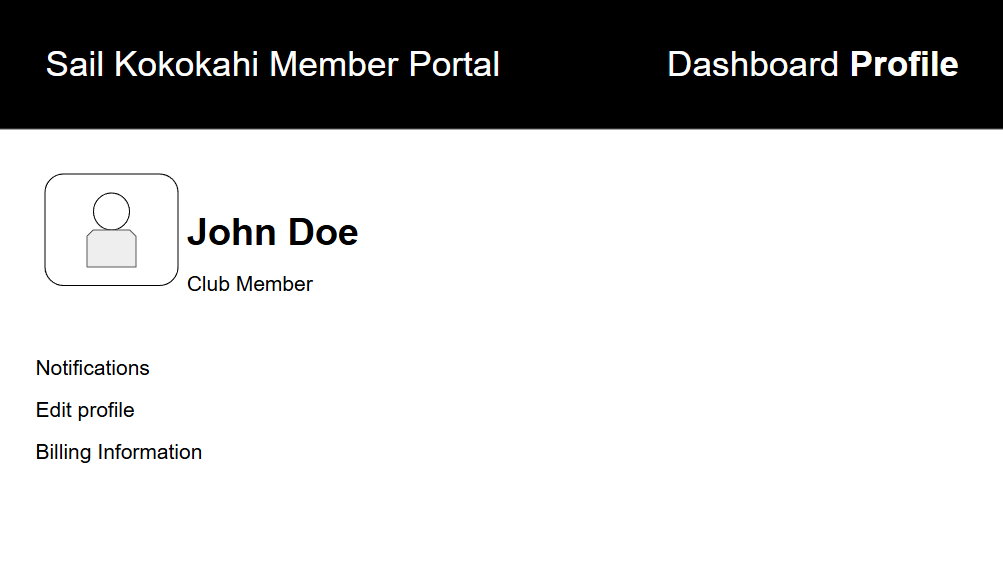 Sail Kokokahi Member Portal
Dashboard Profile
John Doe
Club Member
Notifications
Edit profile
Billing Information